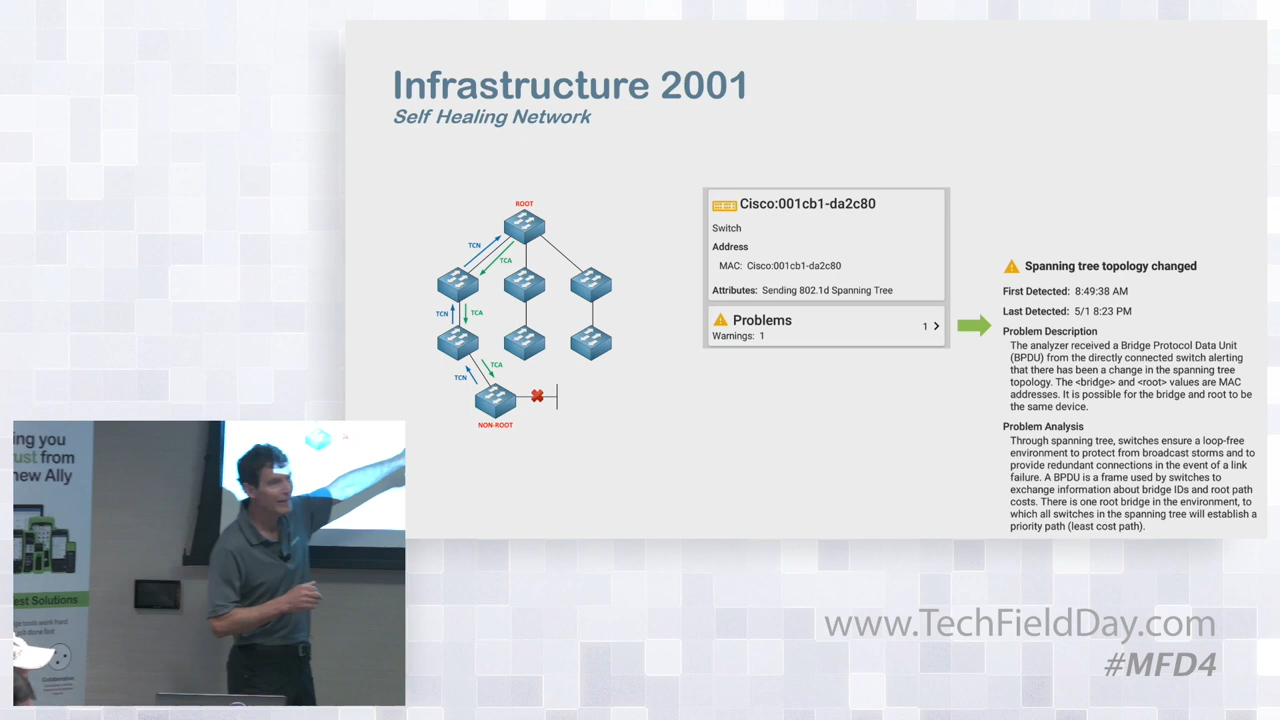 Infrastructure 2001
Self Healing Network
ROOT
TCN
TCA
TCN
TCA
TCA
TCN
NON-ROOT
Cisco:001cb1-da2c80
Switch
Address
MAC: Cisco:001cb1-da2c80
Attributes: Sending 802.1d Spanning Tree
Problems
1
Warnings: 1
Spanning tree topology changed
First Detected: 8:49:38 AM
Last Detected: 5/1 8:23 PM
Problem Description
The analyzer received a Bridge Protocol Data Unit
(BPDU) from the directly connected switch alerting
that there has been a change in the spanning tree
topology. The <bridge> and <root> values are MAC
addresses. It is possible for the bridge and root to be
the same device.
Problem Analysis
Through spanning tree, switches ensure a loop-free
environment to protect from broadcast storms and to
provide redundant connections in the event of a link
failure. A BPDU is a frame used by switches to
exchange information about bridge IDs and root path
costs. There is one root bridge in the environment, to
which all switches in the spanning tree will establish a
priority path (least cost path).
ing you
ust from
new Ally
est Solutions
ge tools work hard
Collaborative
www.TechFieldDay.com
#MFD4